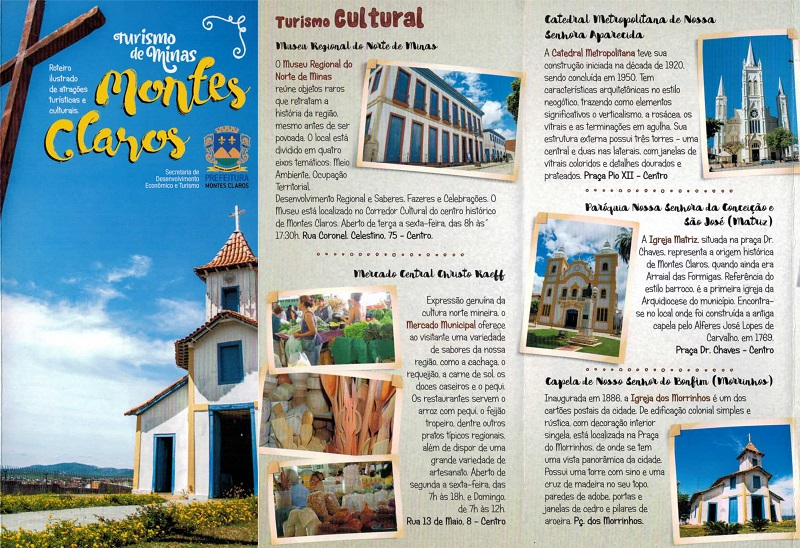 Turismo
de Minas
Montes
Claros
Roteiro
ilustrado
de atrações
turísticas e
culturais.
Secretaria de
Desenvolvimento
Econômico e Turismo
PREFEITURA
MONTES CLAROS
Turismo Cultural
Museu Regional do Norte de Minas
O Museu Regional do
Norte de Minas
reúne objetos raros
que retratam a
história da região,
mesmo antes de ser
povoada. O local está
dividido em quatro
eixos temáticos: Meio
Ambiente, Ocupação
Territorial,
Desenvolvimento Regional e Saberes, Fazeres e Celebrações. O
Museu está localizado no Corredor Cultural do centro histórico
de Montes Claros. Aberto de terça a sexta-feira, das 8h às
17:30h. Rua Coronel, Celestino, 75 - Centro.
Mercado Central Christo Raeff
Expressão genuína da
cultura norte mineira, o
Mercado Municipal oferece
ao visitante uma variedade
de sabores da nossa
região, como a cachaça, o
requeijão, a carne de sol, os
doces caseiros e o pequi.
Os restaurantes servem o
arroz com pequi, o feijão
tropeiro, dentre outros
pratos típicos regionais,
além de dispor de uma
grande variedade de
artesanato. Aberto de
segunda a sexta-feira, das
7h às 18h, e Domingo,
de 7h às 12h.
Rua 13 de Maio, 8 - Centro
Catedral Metropolitana de Nossa
Senhora Aparecida
A Catedral Metropolitana teve sua
construção iniciada na década de 1920,
sendo concluída em 1950. Tem
características arquitetônicas no estilo
neogótico, trazendo como elementos
significativos o verticalismo, a rosácea, os
vitrais e as terminações em agulha. Sua
estrutura externa possui três torres - uma
central e duas nas laterais, com janelas de
vitrais coloridos e detalhes dourados e
prateados. Praça Pio XII - Centro
Paróquia Nossa Senhora da Conceição e
São José (Matriz)
A Igreja Matriz, situada na praça Dr.
Chaves, representa a origem histórica
de Montes Claros, quando ainda era
Arraial das Formigas. Referência do
estilo barroco, é a primeira igreja da
Arquidiocese do município. Encontra-
se no local onde foi construída a antiga
capela pelo Alferes José Lopes de
Carvalho, em 1769.
Praça Dr. Chaves - Centro
Capela de Nosso Senhor do Bonfim (Morrinhos)
Inaugurada em 1886, a Igreja dos Morrinhos é um dos
cartões postais da cidade. De edificação colonial simples e
rústica, com decoração interior
singela, está localizada na Praça
do Morrinhos, de onde se tem
uma vista panorâmica da cidade.
Possui uma torre com sino e uma
cruz de madeira no seu topo,
paredes de adobe, portas e
janelas de cedro e pilares de
aroeira. Pç. dos Morrinhos.